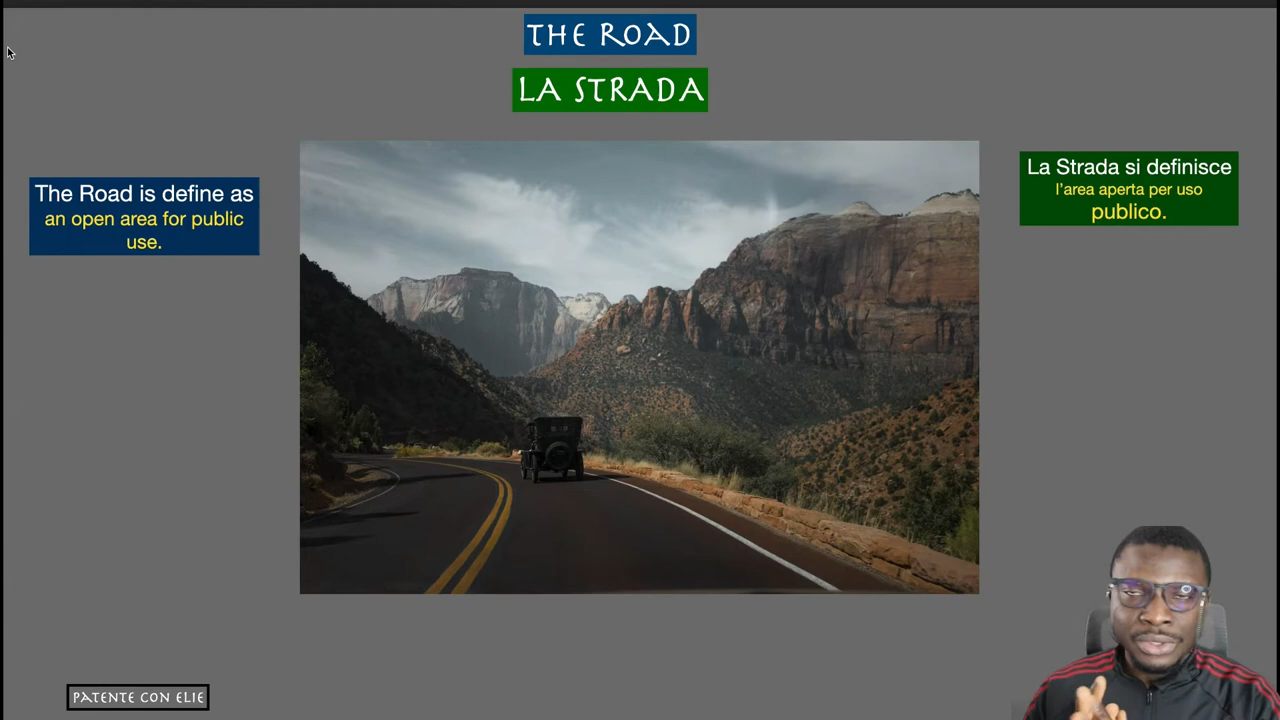 THE ROAD
LA STRADA
The Road is define as
an open area for public
use.
La Strada si definisce
l'area aperta per uso
publico.
PATENTE CON ELIE